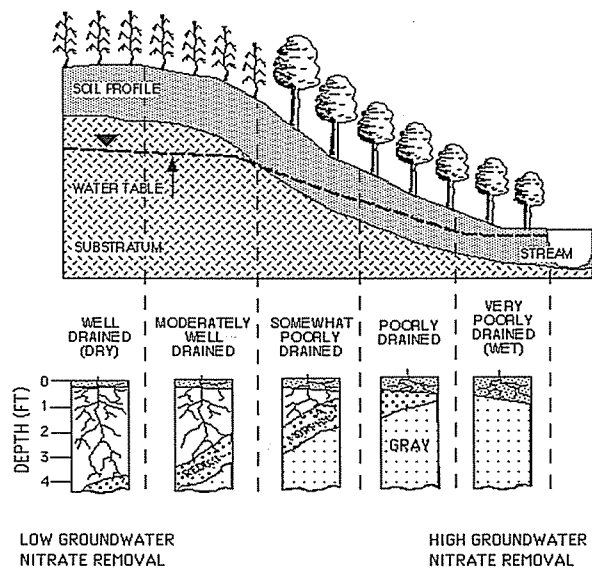 SOIL PROFILE
WATER TABLE
SUBSTRATUM
STREAM
WELL
DRAINED
(DRY)
MODERATELY
WELL
DRAINED
SOMEWHAT
POORLY
DRAINED
POORLY
DRAINED
VERY
POORLY
DRAINED
(WET)
DEPTH (FT)
0
1
2
3
4
GRAY
LOW GROUNDWATER
NITRATE REMOVAL
HIGH GROUNDWATER
NITRATE REMOVAL